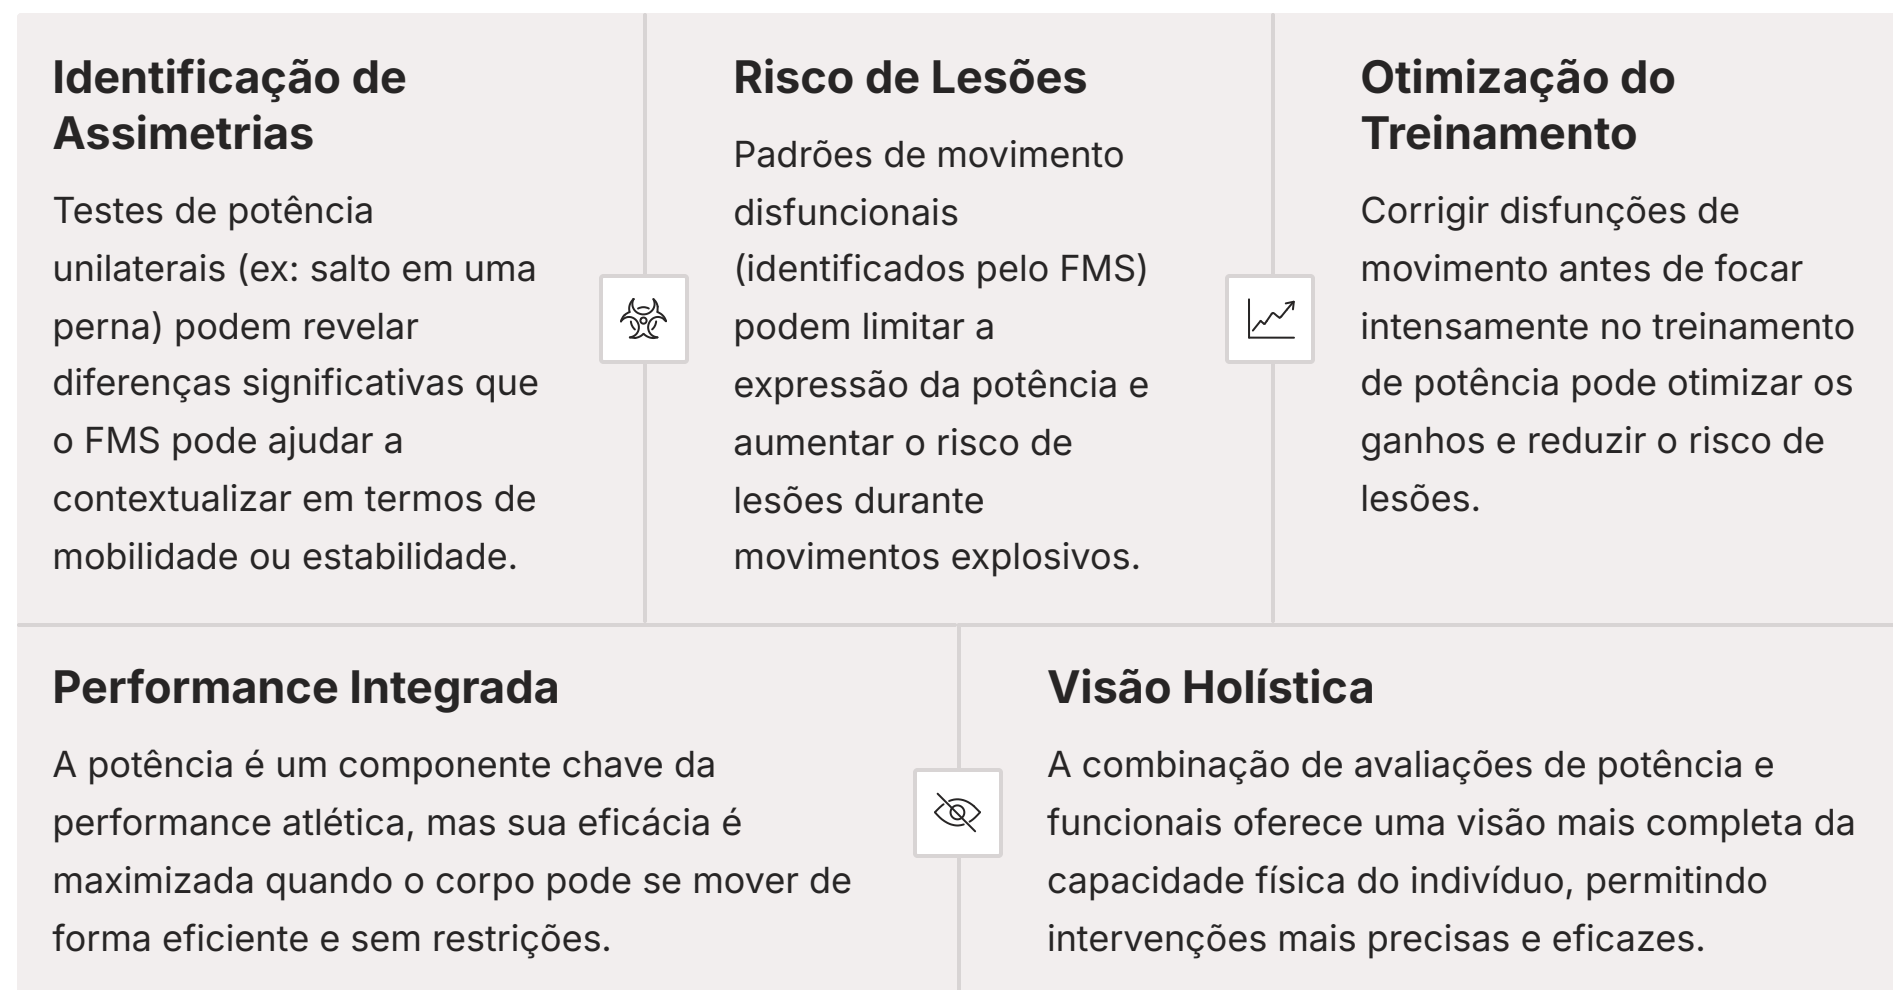 Identificação de
Assimetrias
Testes de potência
unilaterais (ex: salto em uma
perna) podem revelar
diferenças significativas que
o FMS pode ajudar a
contextualizar em termos de
mobilidade ou estabilidade.
Risco de Lesões
Padrões de movimento
disfuncionais
(identificados pelo FMS)
podem limitar a
expressão da potência e
aumentar o risco de
lesões durante
movimentos explosivos.
Otimização do
Treinamento
Corrigir disfunções de
movimento antes de focar
intensamente no treinamento
de potência pode otimizar os
ganhos e reduzir o risco de
lesões.
Performance Integrada
A potência é um componente chave da
performance atlética, mas sua eficácia é
maximizada quando o corpo pode se mover de
forma eficiente e sem restrições.
Visão Holística
A combinação de avaliações de potência e
funcionais oferece uma visão mais completa da
capacidade física do indivíduo, permitindo
intervenções mais precisas e eficazes.